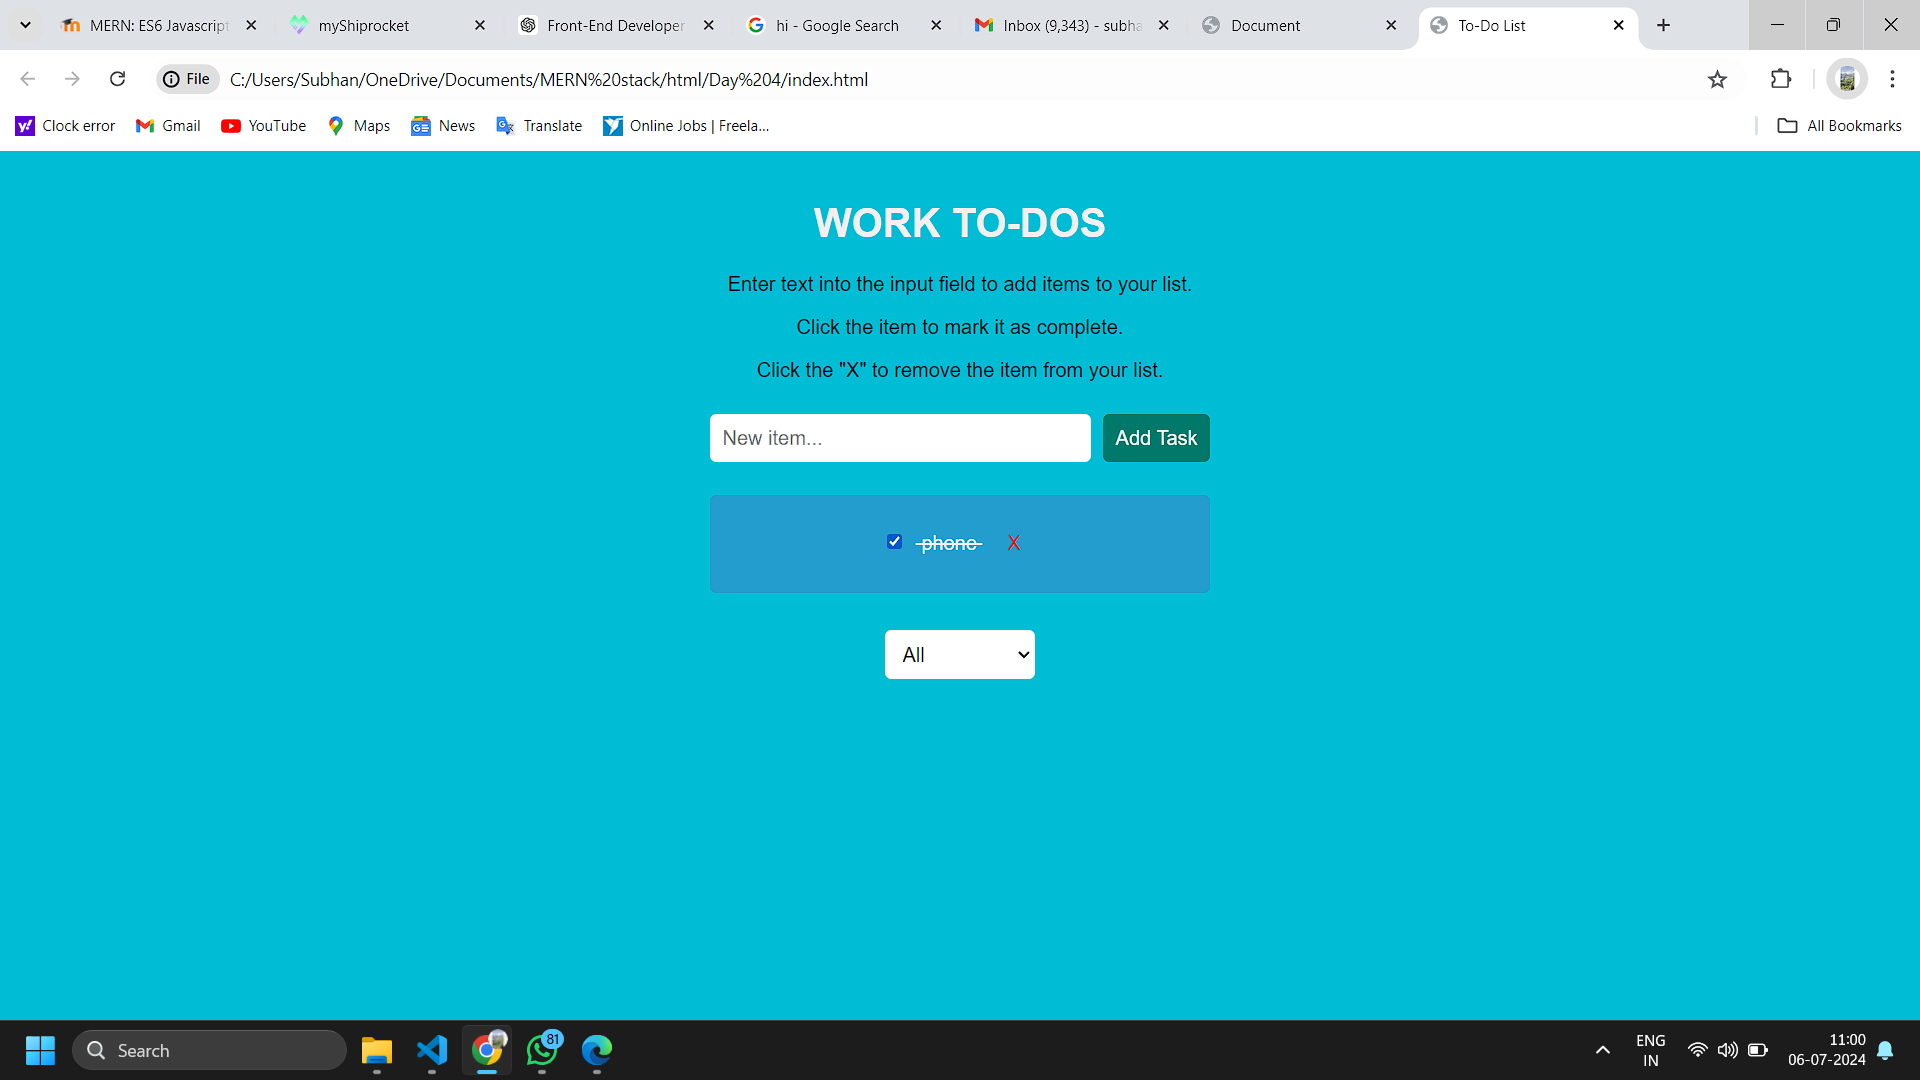 MERN: ES6 Javascript
myShiprocket
Front-End Developer
hi - Google Search
Inbox (9,343) - subha
Document
To-Do List
File
C:/Users/Subhan/OneDrive/Documents/MERN%20stack/html/Day%204/index.html
Clock error
Gmail
YouTube
Maps
News
Translate
Online Jobs | Freela...
All Bookmarks
WORK TO-DOS
Enter text into the input field to add items to your list.
Click the item to mark it as complete.
Click the "X" to remove the item from your list.
New item...
Add Task
phone X
All
Search
81
ENG
IN
11:00
06-07-2024